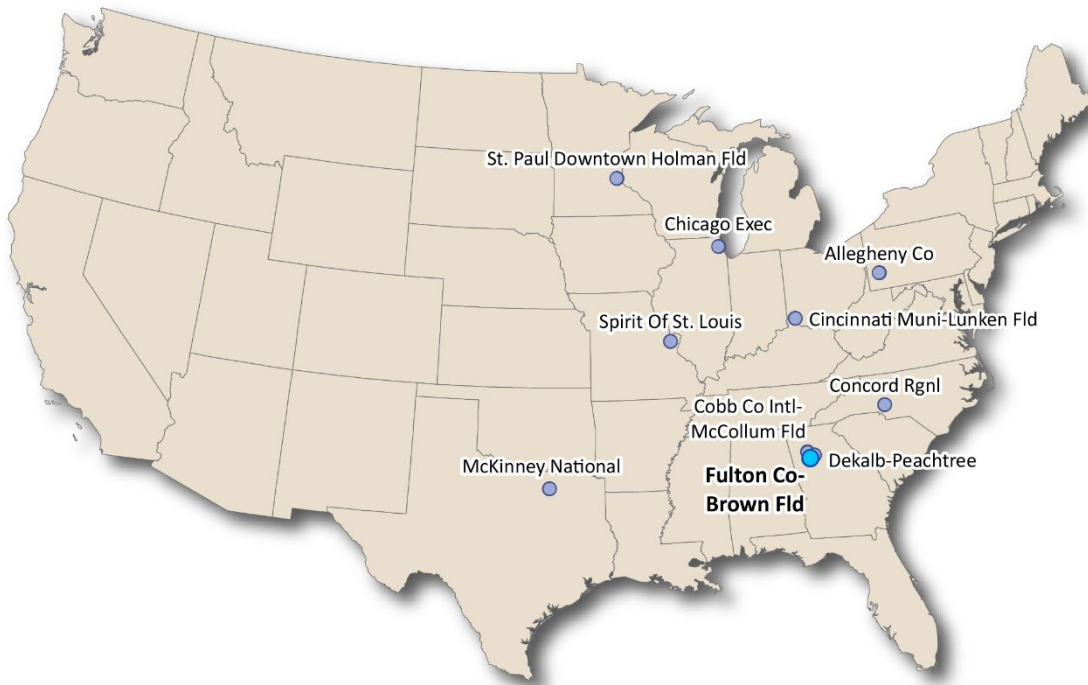 St. Paul Downtown Holman Fld
Chicago Exec
Allegheny Co
Spirit Of St. Louis
Cincinnati Muni-Lunken Fld
Concord Rgnl
Cobb Co Intl-
McCollum Fld
McKinney National
Dekalb-Peachtree
Fulton Co-
Brown Fld